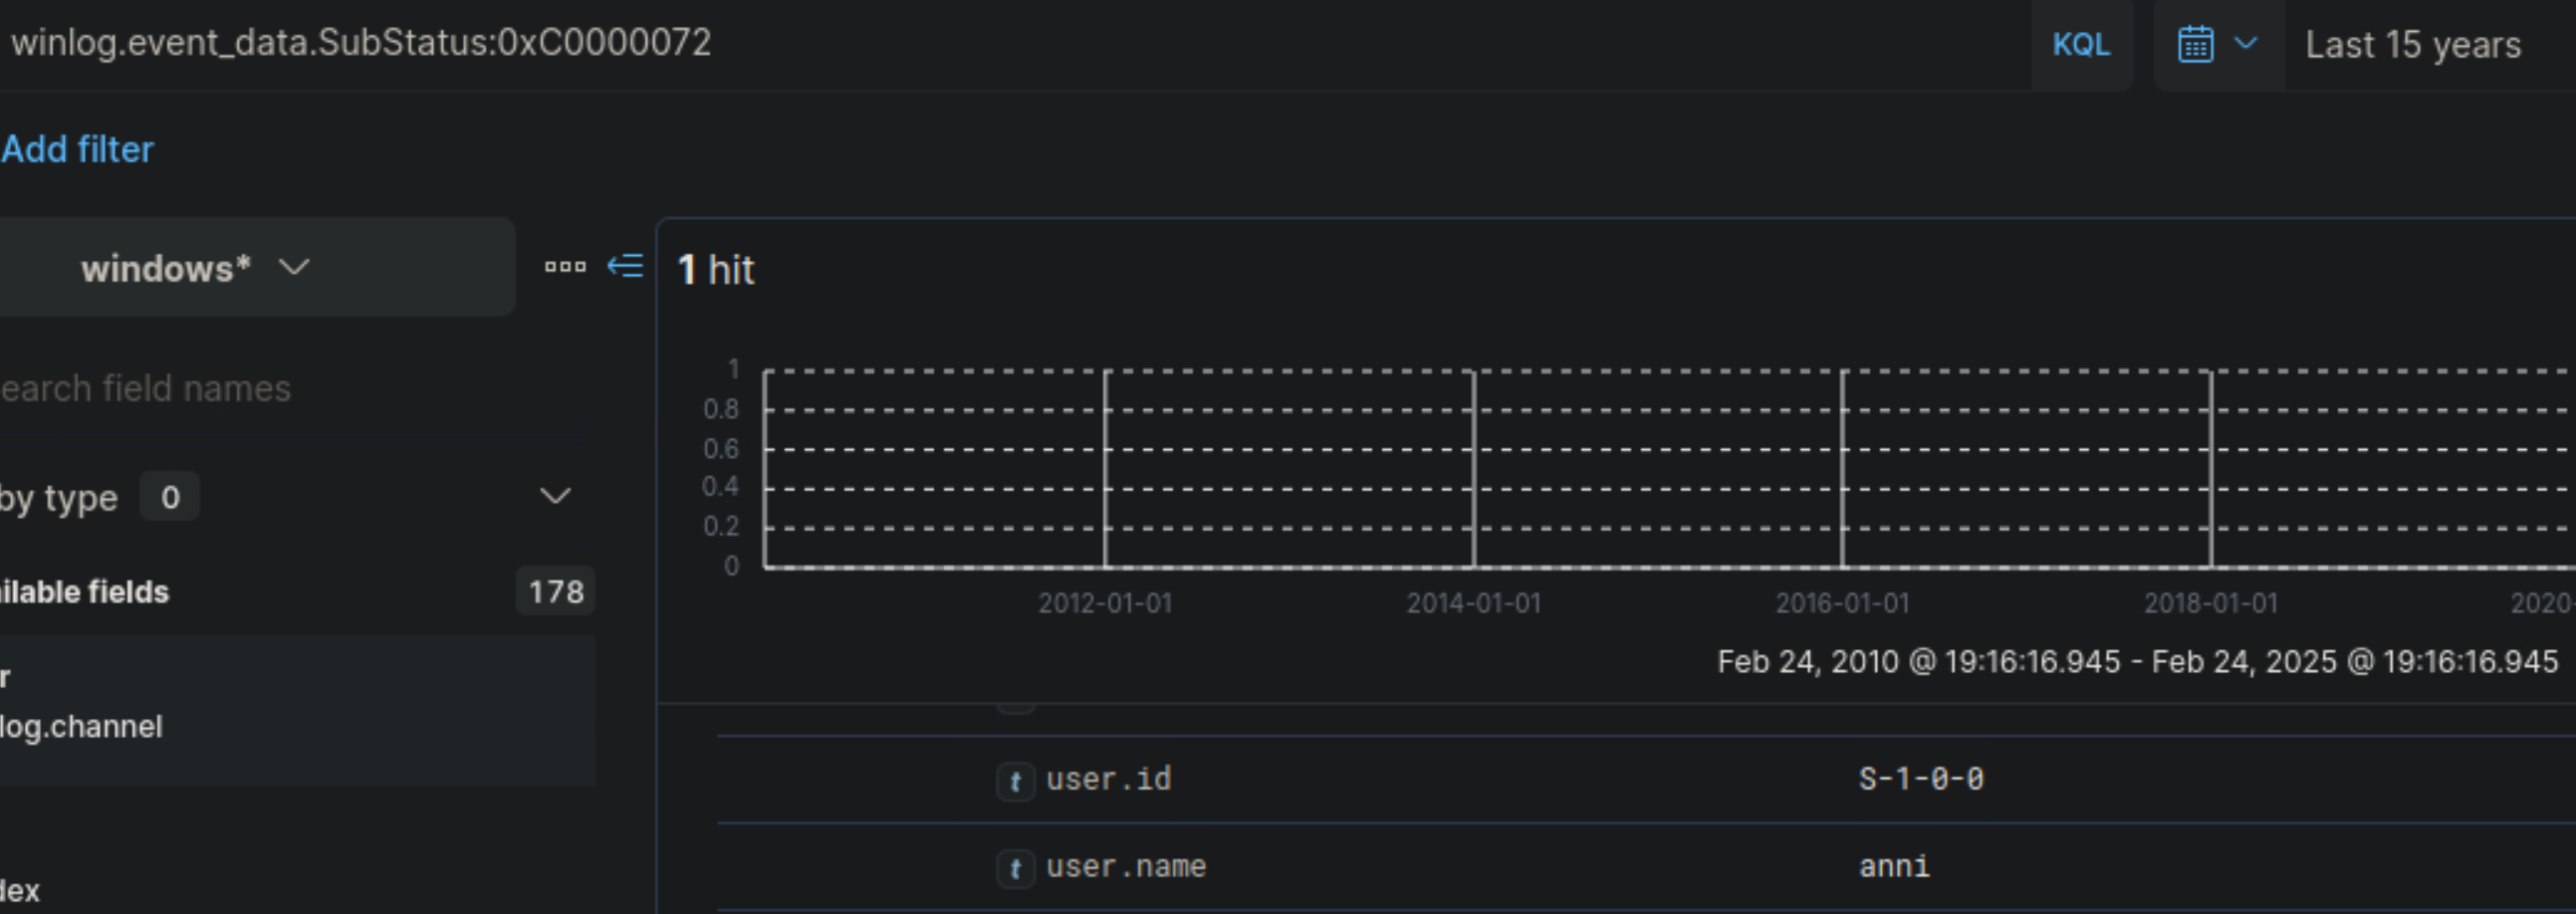 winlog.event_data.SubStatus:0xC0000072
KQL
Last 15 years
Add filter
windows*
1 hit
earch field names
by type 0
ilable fields 178
r
log.channel
dex
1
0.8
0.6
0.4
0.2
0
2012-01-01 2014-01-01 2016-01-01 2018-01-01 2020-
Feb 24, 2010 @ 19:16:16.945 - Feb 24, 2025 @ 19:16:16.945
t user.id S-1-0-0
t user.name anni